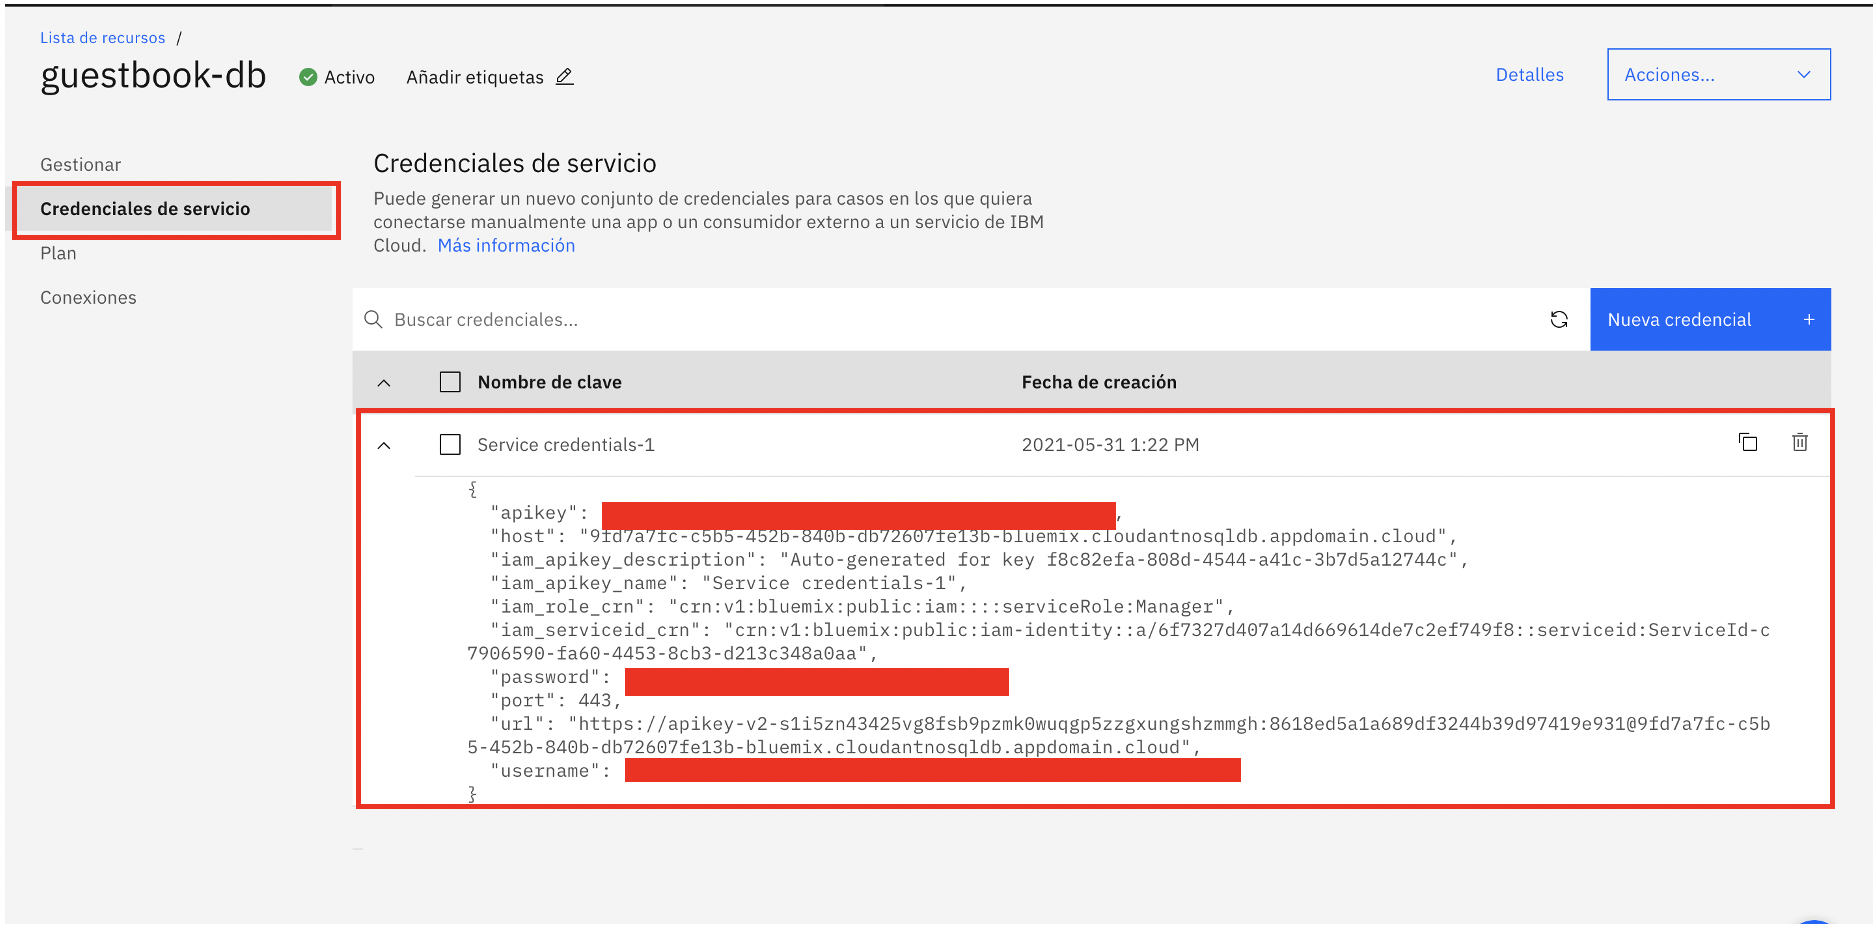 Lista de recursos /
guestbook-db Activo Añadir etiquetas
Detalles Acciones...
Gestionar
Credenciales de servicio
Plan
Conexiones
Credenciales de servicio
Puede generar un nuevo conjunto de credenciales para casos en los que quiera
conectarse manualmente una app o un consumidor externo a un servicio de IBM
Cloud. Más información
Buscar credenciales...
Nueva credencial +
Nombre de clave Fecha de creación
Service credentials-1 2021-05-31 1:22 PM
{
"apikey": ,
"host": "9fd7a7fc-c5b5-452b-840b-db72607fe13b-bluemix.cloudantnosqldb.appdomain.cloud",
"iam_apikey_description": "Auto-generated for key f8c82efa-808d-4544-a41c-3b7d5a12744c",
"iam_apikey_name": "Service credentials-1",
"iam_role_crn": "crn:v1:bluemix:public:iam::::serviceRole:Manager",
"iam_serviceid_crn": "crn:v1:bluemix:public:iam-identity::a/6f7327d407a14d669614de7c2ef749f8::serviceid:ServiceId-c
7906590-fa60-4453-8cb3-d213c348a0aa",
"password":
"port": 443,
"url": "https://apikey-v2-s1i5zn43425vg8fsb9pzmk0wuqgp5zzgxungshzmmgh:8618ed5a1a689df3244b39d97419e931@9fd7a7fc-c5b
5-452b-840b-db72607fe13b-bluemix.cloudantnosqldb.appdomain.cloud",
"username":
}